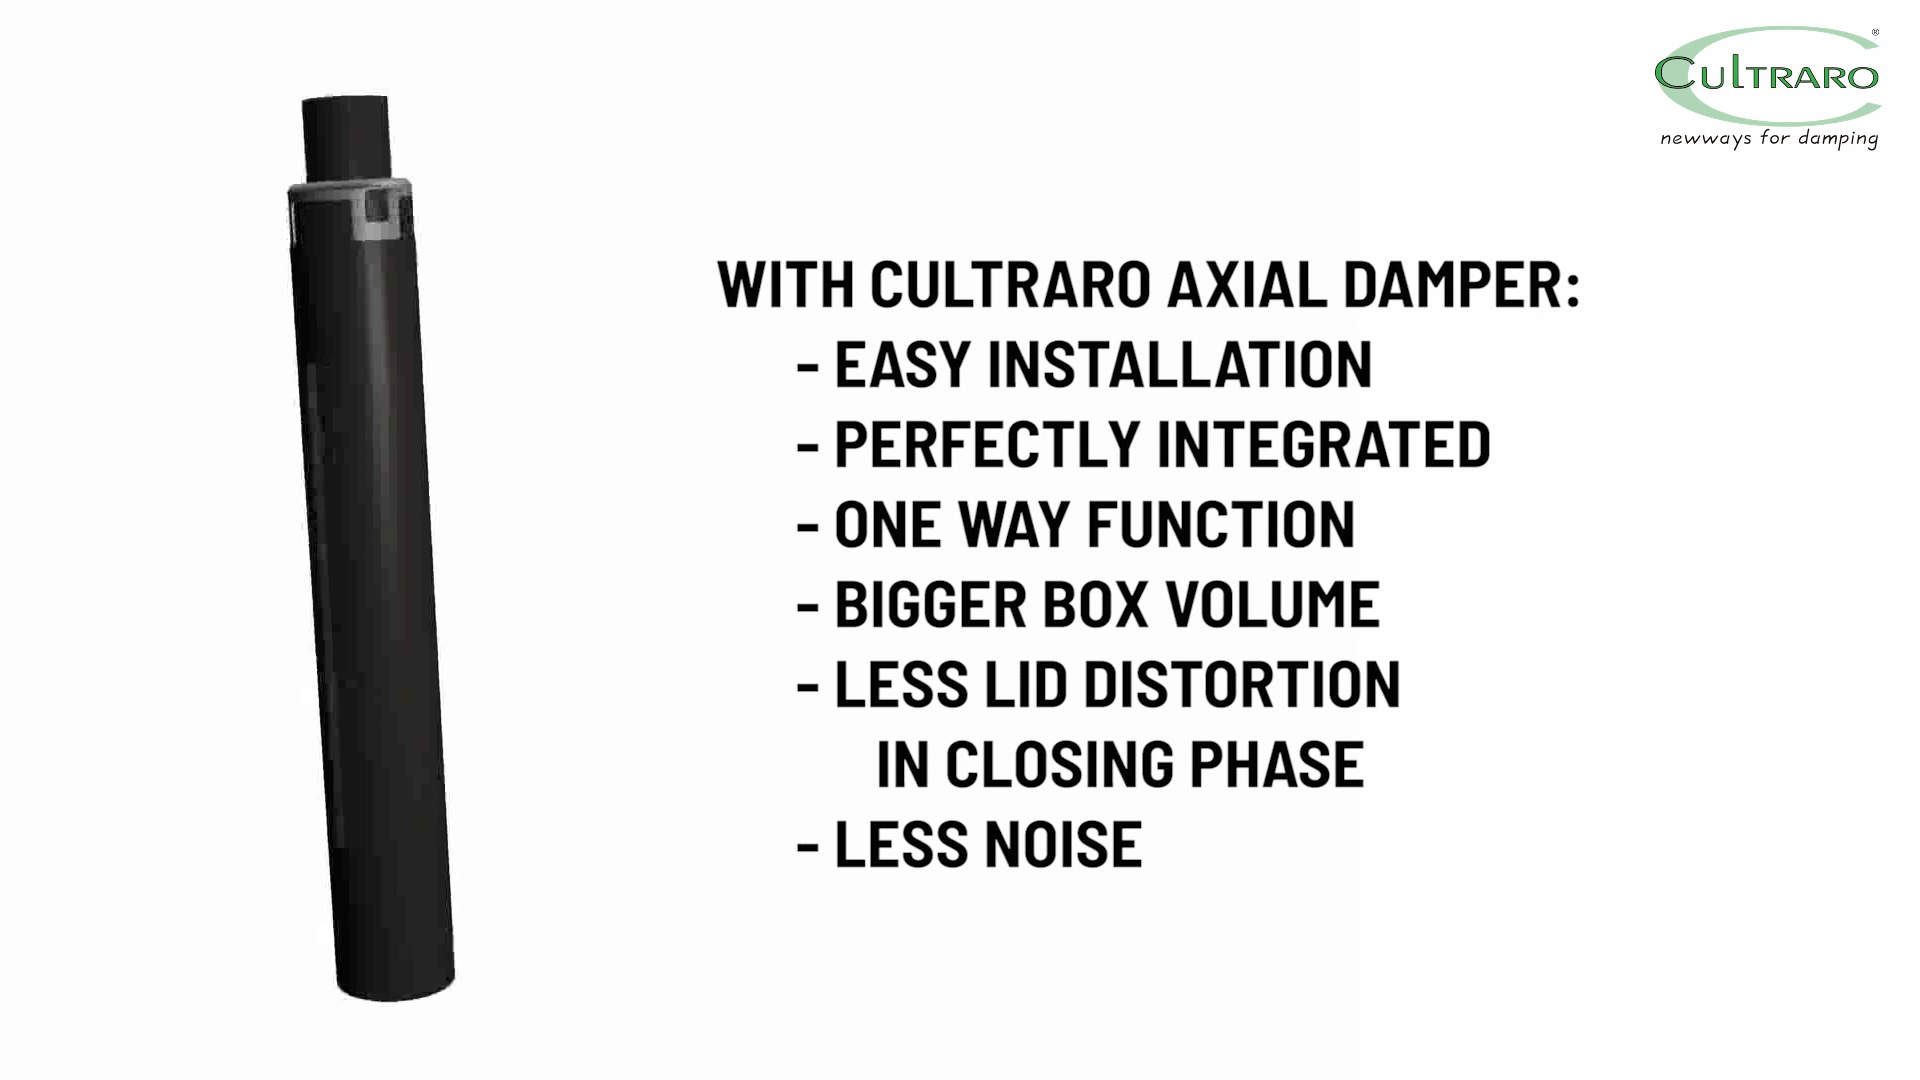 CULTRARO ®
newways for damping
WITH CULTRARO AXIAL DAMPER:
- EASY INSTALLATION
- PERFECTLY INTEGRATED
- ONE WAY FUNCTION
- BIGGER BOX VOLUME
- LESS LID DISTORTION
IN CLOSING PHASE
- LESS NOISE